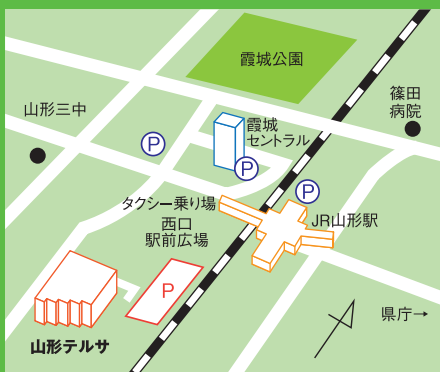 霞城公園
篠田
病院
山形三中
霞城
セントラル
P
P
P
タクシー乗り場
西口
駅前広場
JR山形駅
P
県庁→
山形テルサ